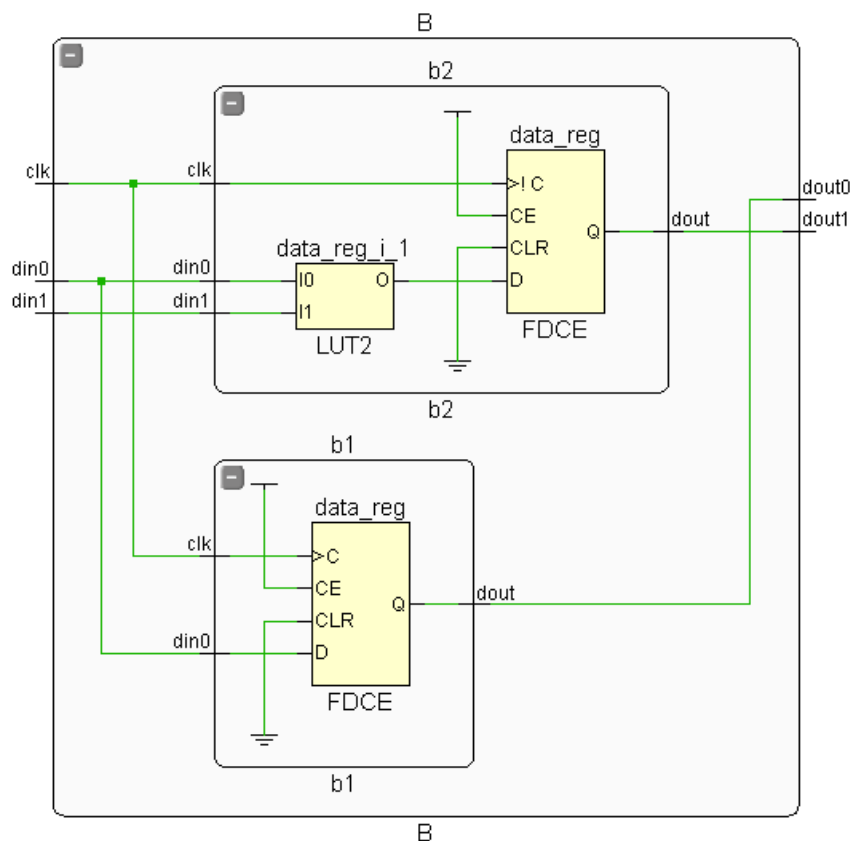 B
b2
data_reg
clk
clk
! C
dout0
CE
dout
dout1
Q
data_reg_i_1
CLR
din0
din0
I0
O
D
din1
din1
I1
LUT2
FDCE
b2
b1
data_reg
clk
C
CE
dout
Q
CLR
din0
D
FDCE
b1
B